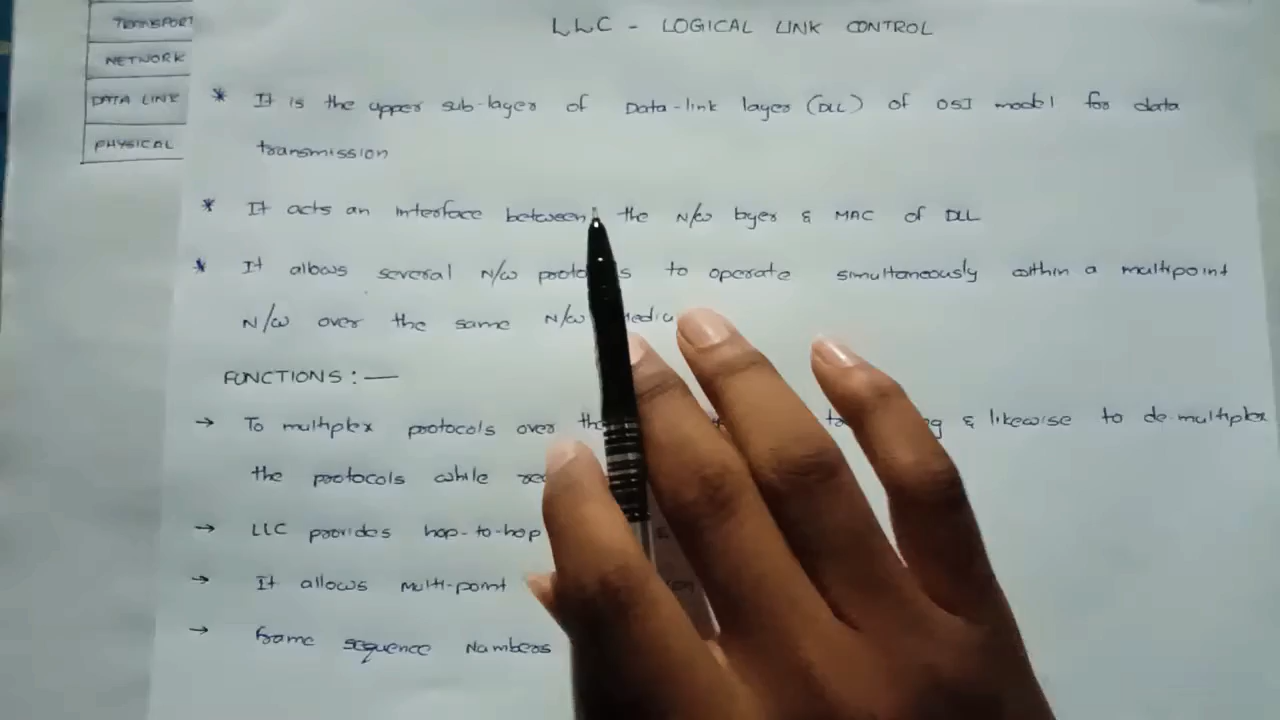 TRANSPORT
NETWORK
DATA LINK
PHYSICAL
LLC - LOGICAL LINK CONTROL
* It is the upper sub-layer of Data-link layer (DLL) of OSI model for data
transmission
* It acts an interface between the N/w layer & MAC of DLL
* It allows several N/w to operate simultaneously within a multipoint
N/w over the same N/w
FUNCTIONS : —
→ To multiplex protocols over & likewise to de-multiplex
the protocols while
→ LLC provides hop-to-hop
→ It allows multi-point
→ frame sequence Numbers